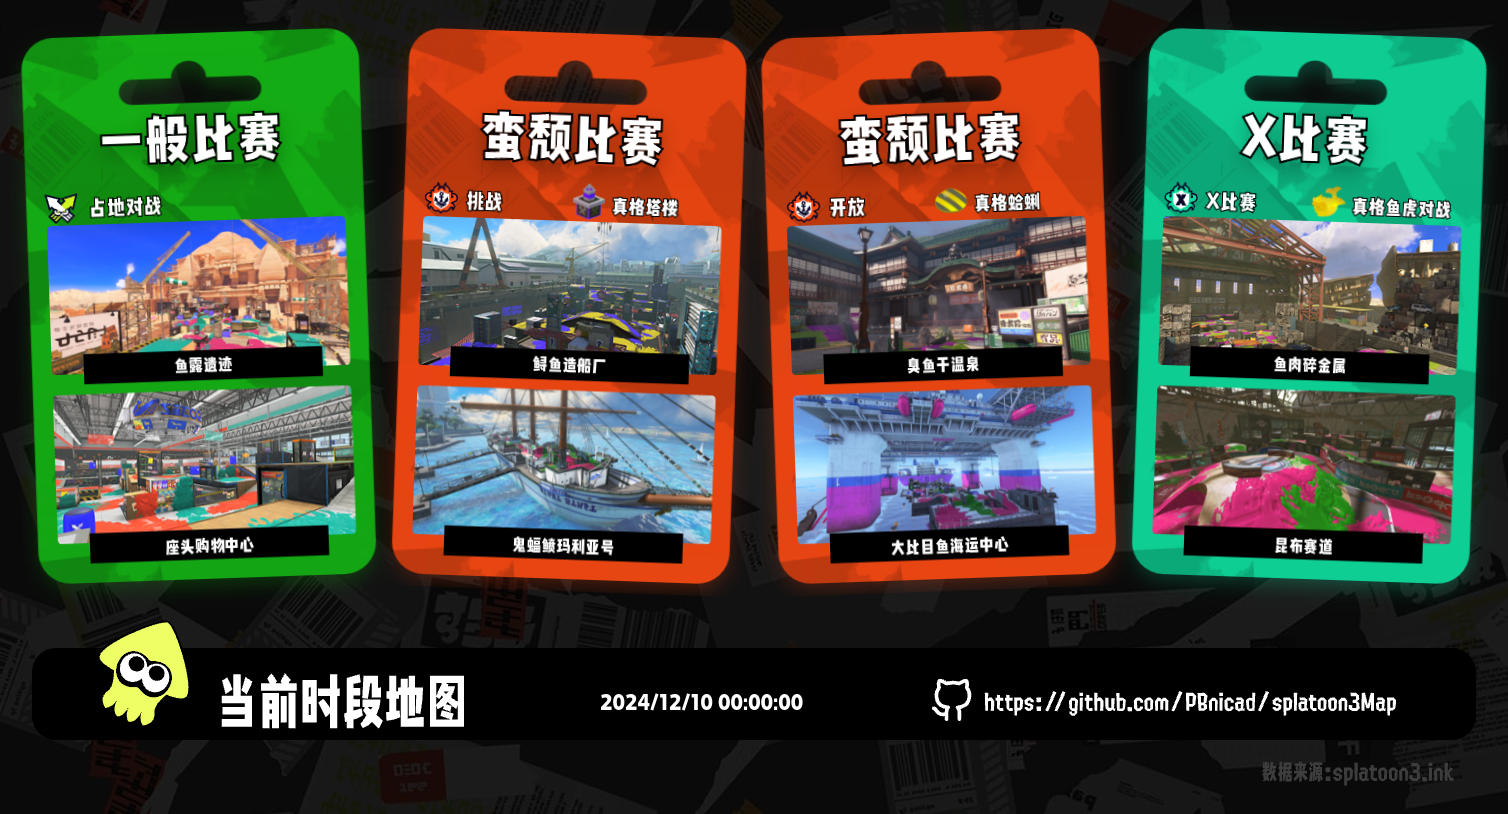 一般比赛
占地对战
鱼露遗迹
座头购物中心
蛮颓比赛
挑战
真格塔楼
鲟鱼造船厂
鬼蝠鲼玛利亚号
蛮颓比赛
开放
真格蛤蜊
臭鱼干温泉
大比目鱼海运中心
X比赛
X比赛
真格鱼虎对战
鱼肉碎金属
昆布赛道
当前时段地图
2024/12/10 00:00:00
https://github.com/PBnicad/splatoon3Map
数据来源:splatoon3.ink